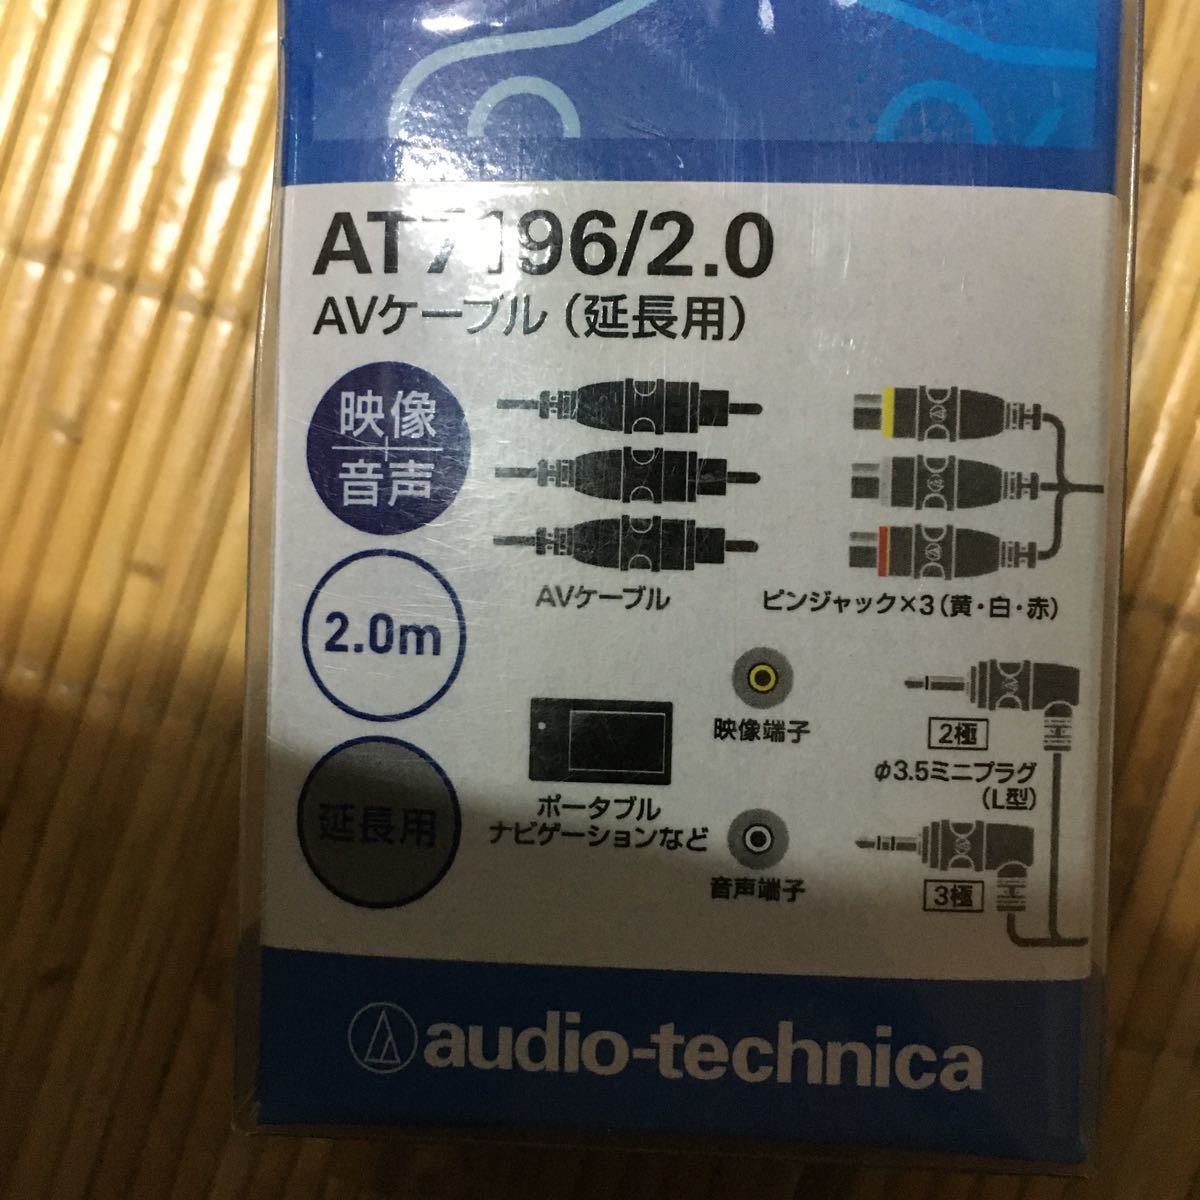 AT7196/2.0
AVケーブル（延長用）
映像
+
音声
AVケーブル
ピンジャック×3（黄・白・赤）
2.0m
映像端子
2極
φ3.5ミニプラグ
（L型）
ポータブル
ナビゲーションなど
延長用
音声端子
3極
audio-technica